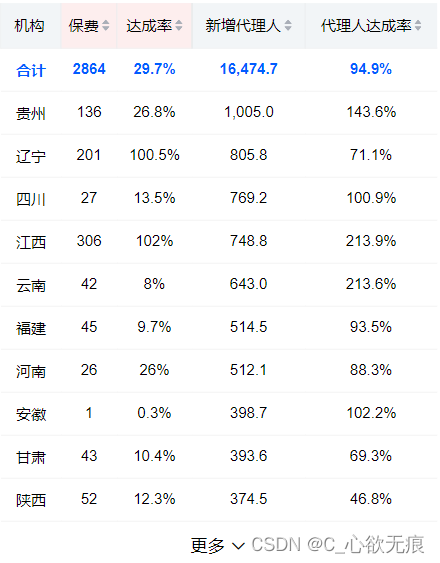 机构 保费 达成率 新增代理人 代理人达成率
合计 2864 29.7% 16,474.7 94.9%
贵州 136 26.8% 1,005.0 143.6%
辽宁 201 100.5% 805.8 71.1%
四川 27 13.5% 769.2 100.9%
江西 306 102% 748.8 213.9%
云南 42 8% 643.0 213.6%
福建 45 9.7% 514.5 93.5%
河南 26 26% 512.1 88.3%
安徽 1 0.3% 398.7 102.2%
甘肃 43 10.4% 393.6 69.3%
陕西 52 12.3% 374.5 46.8%
更多 CSDN @C_心欲无痕